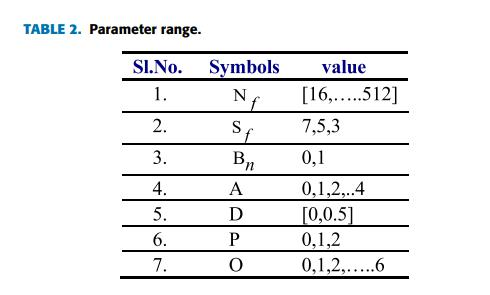 TABLE 2. Parameter range.
Sl.No. Symbols value
1. N_f [16,.....512]
2. S_f 7,5,3
3. B_n 0,1
4. A 0,1,2,..4
5. D [0,0.5]
6. P 0,1,2
7. O 0,1,2,.....6